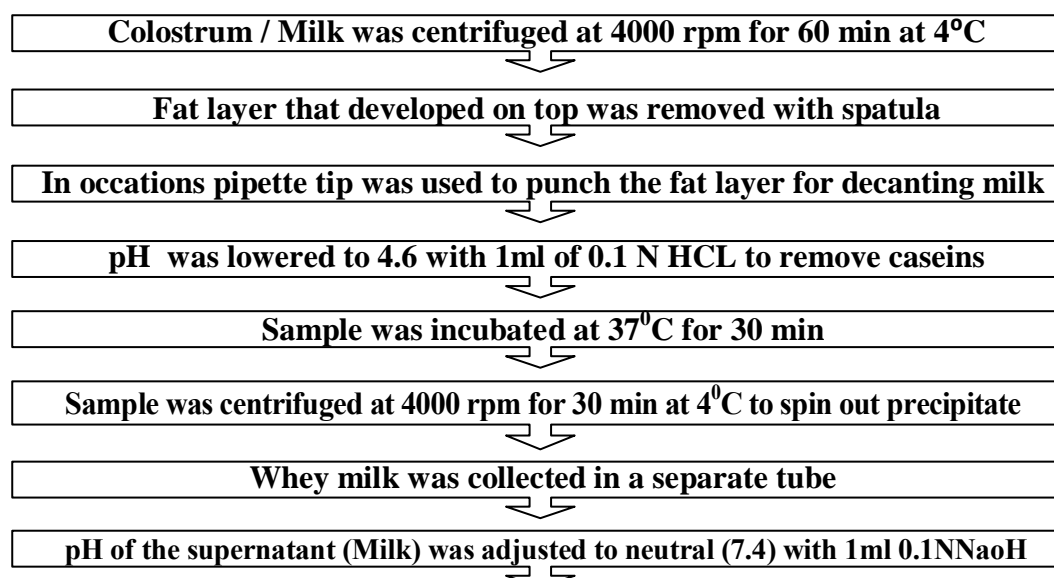 Colostrum / Milk was centrifuged at 4000 rpm for 60 min at 4⁰C
Fat layer that developed on top was removed with spatula
In occations pipette tip was used to punch the fat layer for decanting milk
pH was lowered to 4.6 with 1ml of 0.1 N HCL to remove caseins
Sample was incubated at 37⁰C for 30 min
Sample was centrifuged at 4000 rpm for 30 min at 4⁰C to spin out precipitate
Whey milk was collected in a separate tube
pH of the supernatant (Milk) was adjusted to neutral (7.4) with 1ml 0.1NNaoH